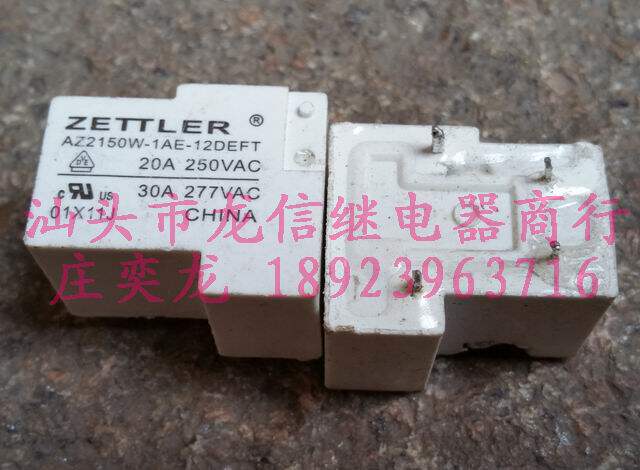 ZETTLER ®
AZ2150W-1AE-12DEFT
20A 250VAC
30A 277VAC
01X11J
CHINA
汕头市龙信继电器商行
庄奕龙 18923963716